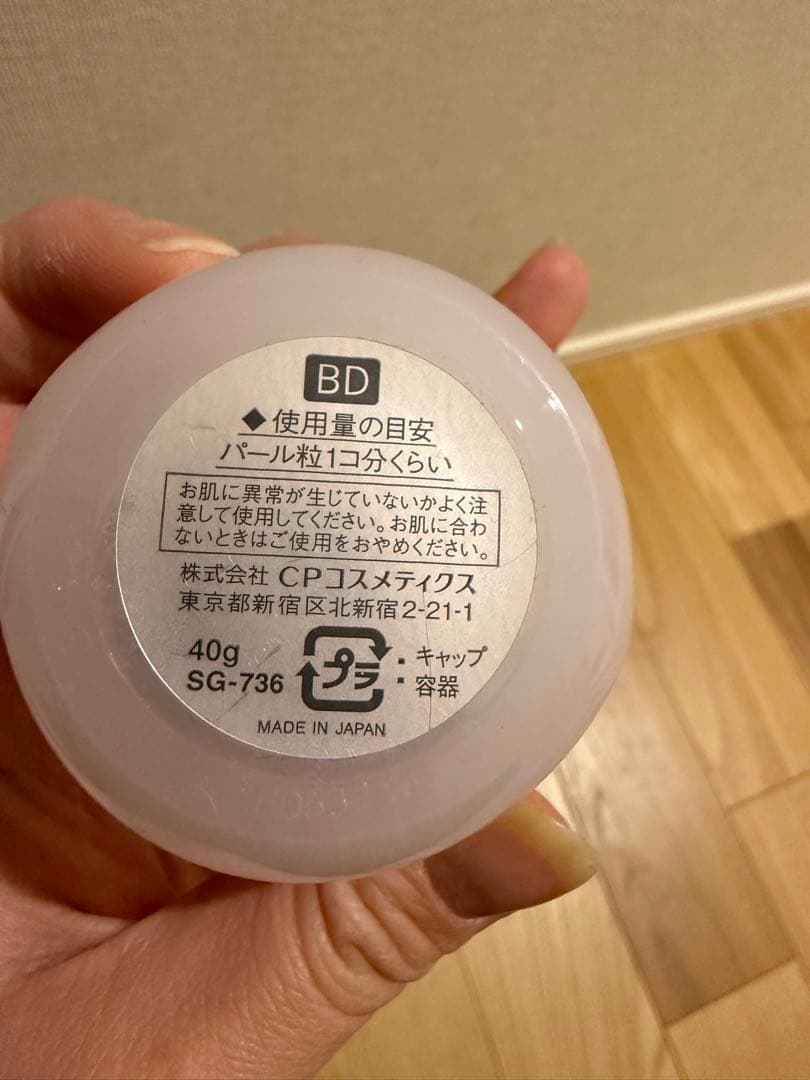 BD
◆使用量の目安
パール粒1コ分くらい
お肌に異常が生じていないかよく注
意して使用してください。お肌に合わ
ないときはご使用をおやめください。
株式会社 CPコスメティクス
東京都新宿区北新宿2-21-1
40g
SG-736
プラ : キャップ
: 容器
MADE IN JAPAN